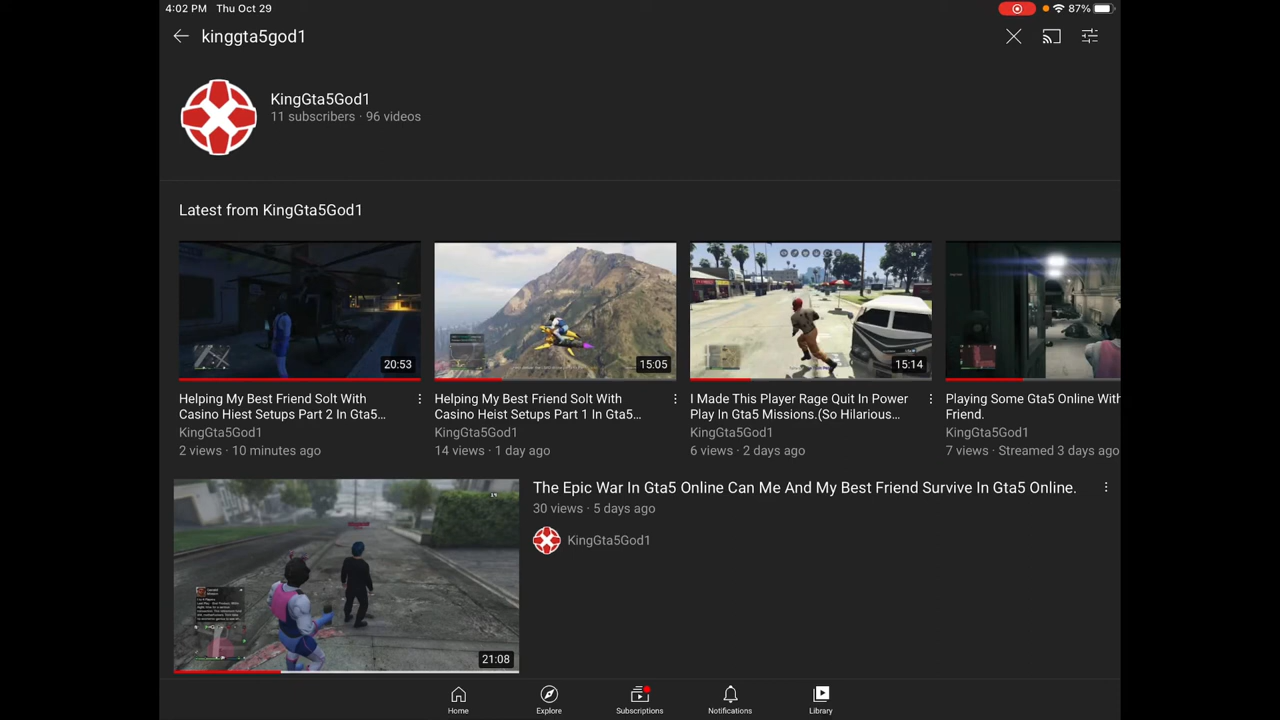 4:02 PM Thu Oct 29
87%
kinggta5god1
KingGta5God1
11 subscribers · 96 videos
Latest from KingGta5God1
20:53
15:05
15:14
Helping My Best Friend Solt With
Casino Hiest Setups Part 2 In Gta5...
KingGta5God1
2 views · 10 minutes ago
Helping My Best Friend Solt With
Casino Heist Setups Part 1 In Gta5...
KingGta5God1
14 views · 1 day ago
I Made This Player Rage Quit In Power
Play In Gta5 Missions.(So Hilarious...
KingGta5God1
6 views · 2 days ago
Playing Some Gta5 Online With
Friend.
KingGta5God1
7 views · Streamed 3 days ago
21:08
The Epic War In Gta5 Online Can Me And My Best Friend Survive In Gta5 Online.
30 views · 5 days ago
KingGta5God1
Home
Explore
Subscriptions
Notifications
Library